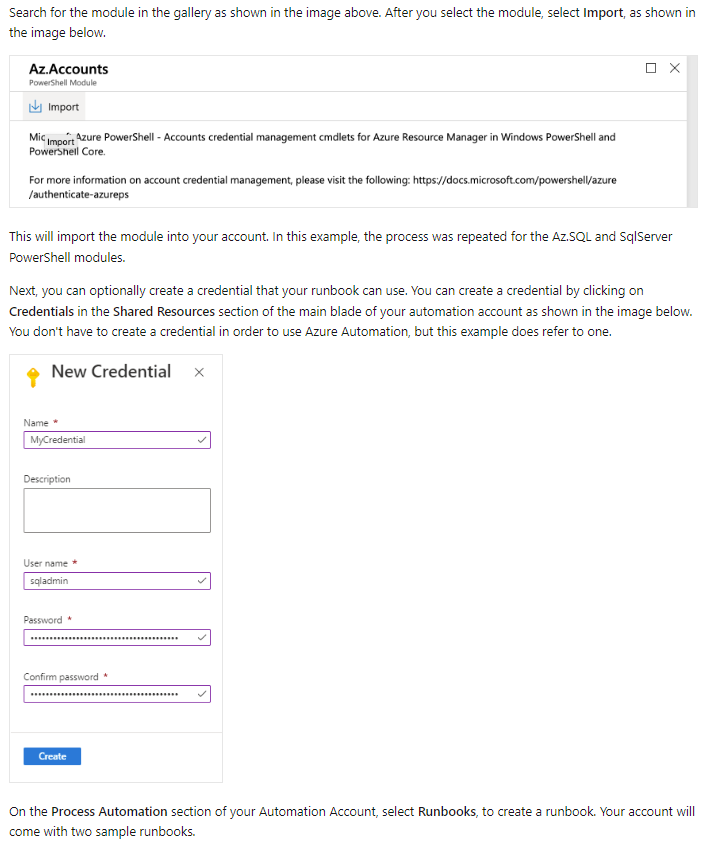 Search for the module in the gallery as shown in the image above. After you select the module, select Import, as shown in
the image below.
Az.Accounts
PowerShell Module
Import
Azure PowerShell - Accounts credential management cmdlets for Azure Resource Manager in Windows PowerShell and
Import
PowerShell Core.
For more information on account credential management, please visit the following: https://docs.microsoft.com/powershell/azure
/authenticate-azureps
This will import the module into your account. In this example, the process was repeated for the Az.SQL and SqlServer
PowerShell modules.
Next, you can optionally create a credential that your runbook can use. You can create a credential by clicking on
Credentials in the Shared Resources section of the main blade of your automation account as shown in the image below.
You don't have to create a credential in order to use Azure Automation, but this example does refer to one.
New Credential
Name *
MyCredential
Description
User name *
sqladmin
Password *
Confirm password *
Create
On the Process Automation section of your Automation Account, select Runbooks, to create a runbook. Your account will
come with two sample runbooks.